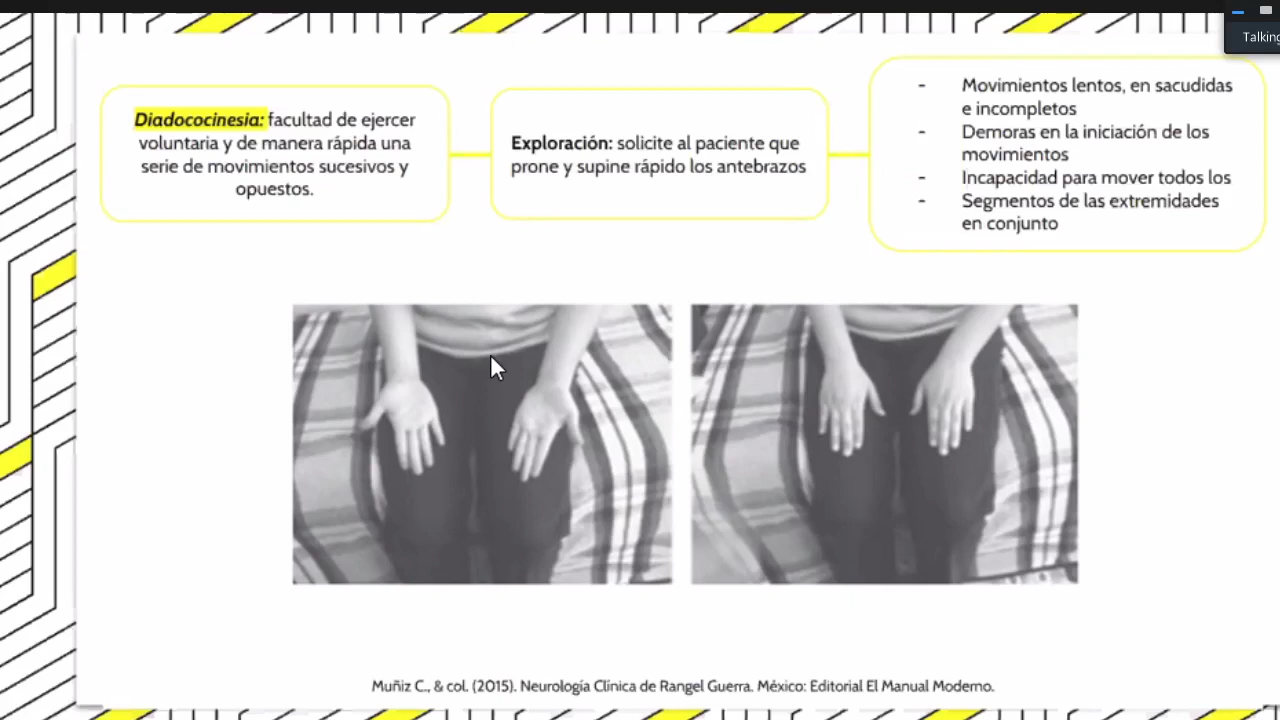 Talking
Diadococinesia: facultad de ejercer
voluntaria y de manera rápida una
serie de movimientos sucesivos y
opuestos.
Exploración: solicite al paciente que
prone y supine rápido los antebrazos
- Movimientos lentos, en sacudidas
e incompletos
- Demoras en la iniciación de los
movimientos
- Incapacidad para mover todos los
- Segmentos de las extremidades
en conjunto
Muñiz C., & col. (2015). Neurología Clínica de Rangel Guerra. México: Editorial El Manual Moderno.